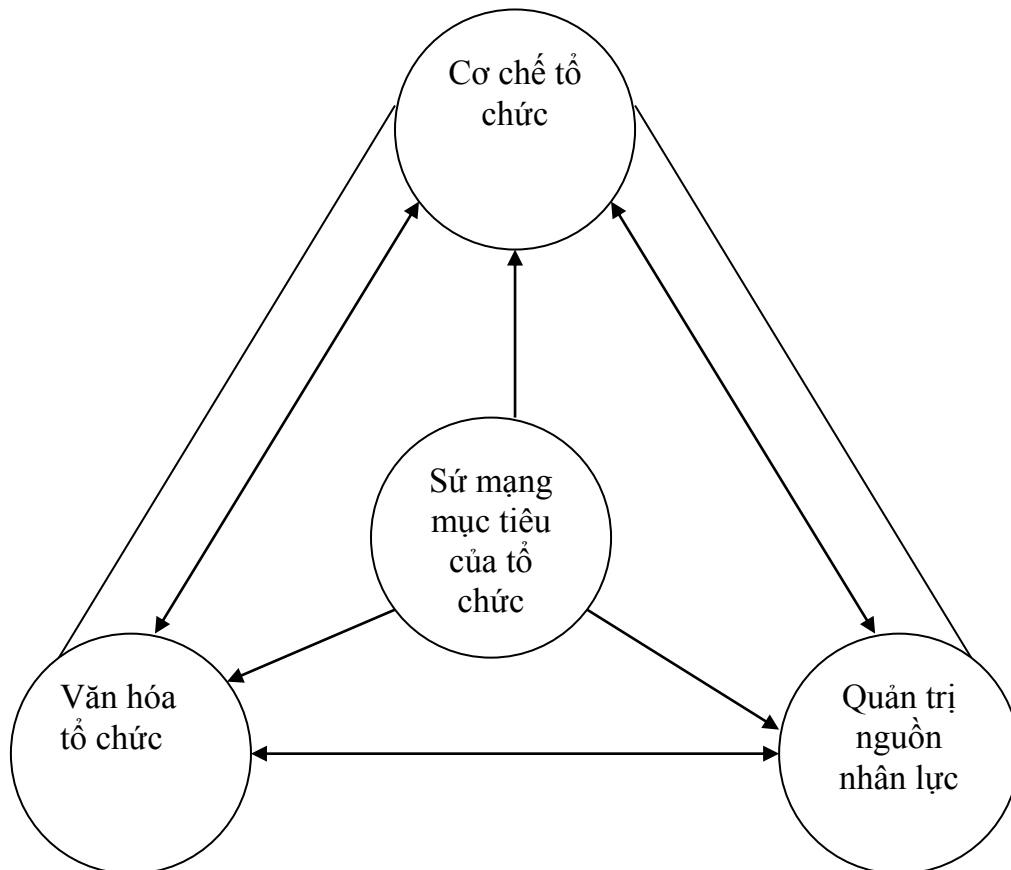 Cơ chế tổ
chức
Sứ mạng
mục tiêu
của tổ
chức
Văn hóa
tổ chức
Quản trị
nguồn
nhân lực